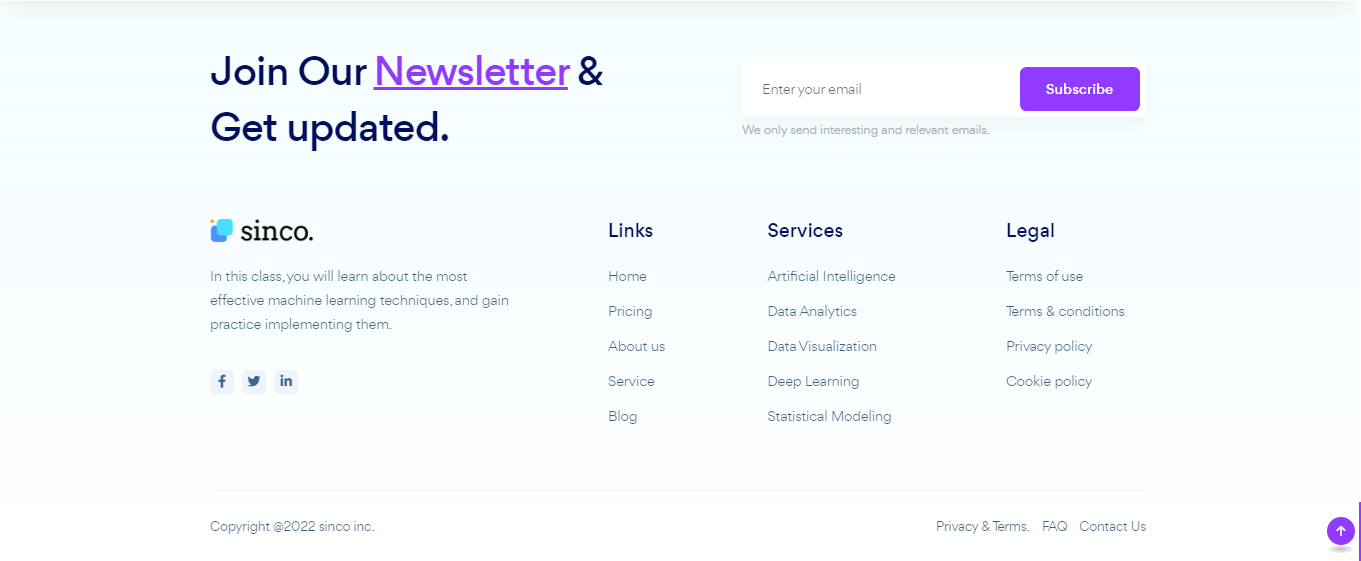 Join Our Newsletter &
Get updated.
Enter your email
Subscribe
We only send interesting and relevant emails.
sinco.
In this class, you will learn about the most
effective machine learning techniques, and gain
practice implementing them.
Links
Home
Pricing
About us
Service
Blog
Services
Artificial Intelligence
Data Analytics
Data Visualization
Deep Learning
Statistical Modeling
Legal
Terms of use
Terms & conditions
Privacy policy
Cookie policy
Copyright @2022 sinco inc.
Privacy & Terms. FAQ Contact Us